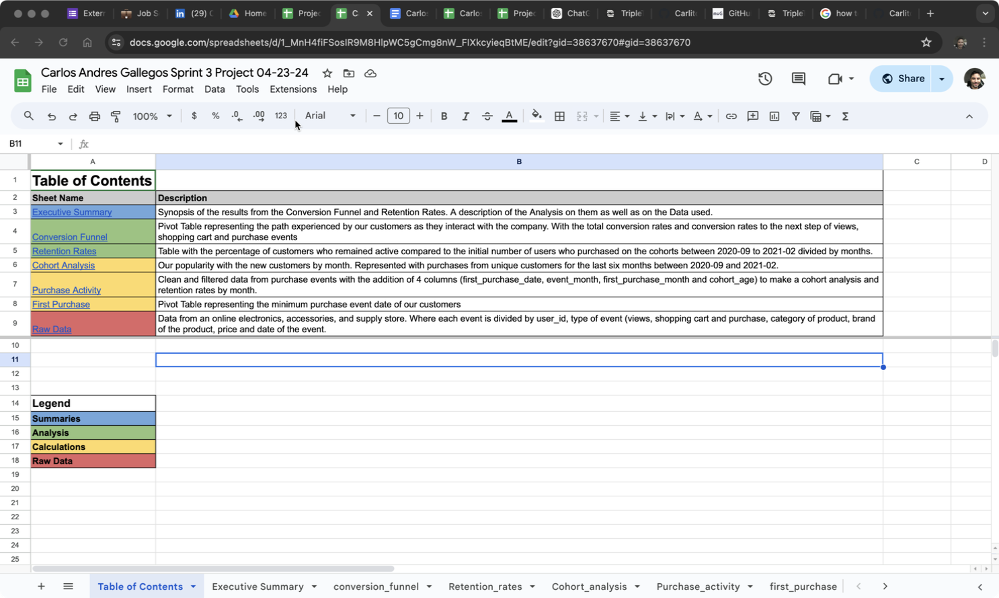 Extern
Job S
(29)
Home
Projec
C
Carlos
Carlos
Projec
ChatG
Triple
Carlit
GitHu
Triple
how t
Carlit
docs.google.com/spreadsheets/d/1_MnH4fiFSosIR9M8HlpWC5gCmg8nW_FIXkcyieqBtME/edit?gid=38637670#gid=38637670
Carlos Andres Gallegos Sprint 3 Project 04-23-24
File Edit View Insert Format Data Tools Extensions Help
Share
100% $ % .0 .00 123 Arial 10 B I S A
B11 fx
A B C D
1 Table of Contents
2 Sheet Name Description
3 Executive Summary Synopsis of the results from the Conversion Funnel and Retention Rates. A description of the Analysis on them as well as on the Data used.
4 Conversion Funnel Pivot Table representing the path experienced by our customers as they interact with the company. With the total conversion rates and conversion rates to the next step of views,
shopping cart and purchase events
5 Retention Rates Table with the percentage of customers who remained active compared to the initial number of users who purchased on the cohorts between 2020-09 to 2021-02 divided by months.
6 Cohort Analysis Our popularity with the new customers by month. Represented with purchases from unique customers for the last six months between 2020-09 and 2021-02.
7 Purchase Activity Clean and filtered data from purchase events with the addition of 4 columns (first_purchase_date, event_month, first_purchase_month and cohort_age) to make a cohort analysis and
retention rates by month.
8 First Purchase Pivot Table representing the minimum purchase event date of our customers
9 Raw Data Data from an online electronics, accessories, and supply store. Where each event is divided by user_id, type of event (views, shopping cart and purchase, category of product, brand
of the product, price and date of the event.
10
11
12
13
14 Legend
15 Summaries
16 Analysis
17 Calculations
18 Raw Data
19
20
21
22
23
24
25
Table of Contents Executive Summary conversion_funnel Retention_rates Cohort_analysis Purchase_activity first_purchase